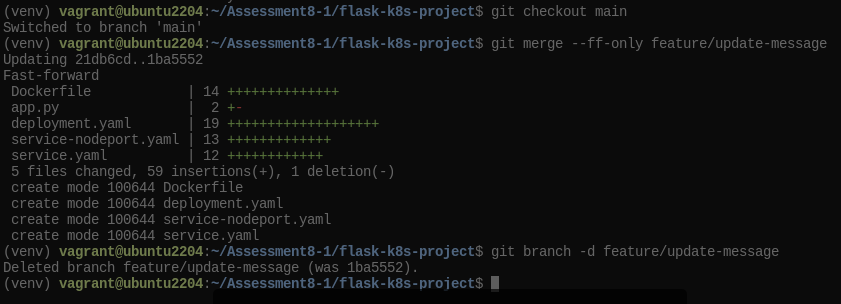 (venv) vagrant@ubuntu2204:~/Assessment8-1/flask-k8s-project$ git checkout main
Switched to branch 'main'
(venv) vagrant@ubuntu2204:~/Assessment8-1/flask-k8s-project$ git merge --ff-only feature/update-message
Updating 21db6cd..1ba5552
Fast-forward
 Dockerfile            | 14 ++++++++++++++
 app.py                |  2 +-
 deployment.yaml       | 19 +++++++++++++++++++
 service-nodeport.yaml | 13 +++++++++++++
 service.yaml          | 12 ++++++++++++
 5 files changed, 59 insertions(+), 1 deletion(-)
 create mode 100644 Dockerfile
 create mode 100644 deployment.yaml
 create mode 100644 service-nodeport.yaml
 create mode 100644 service.yaml
(venv) vagrant@ubuntu2204:~/Assessment8-1/flask-k8s-project$ git branch -d feature/update-message
Deleted branch feature/update-message (was 1ba5552).
(venv) vagrant@ubuntu2204:~/Assessment8-1/flask-k8s-project$